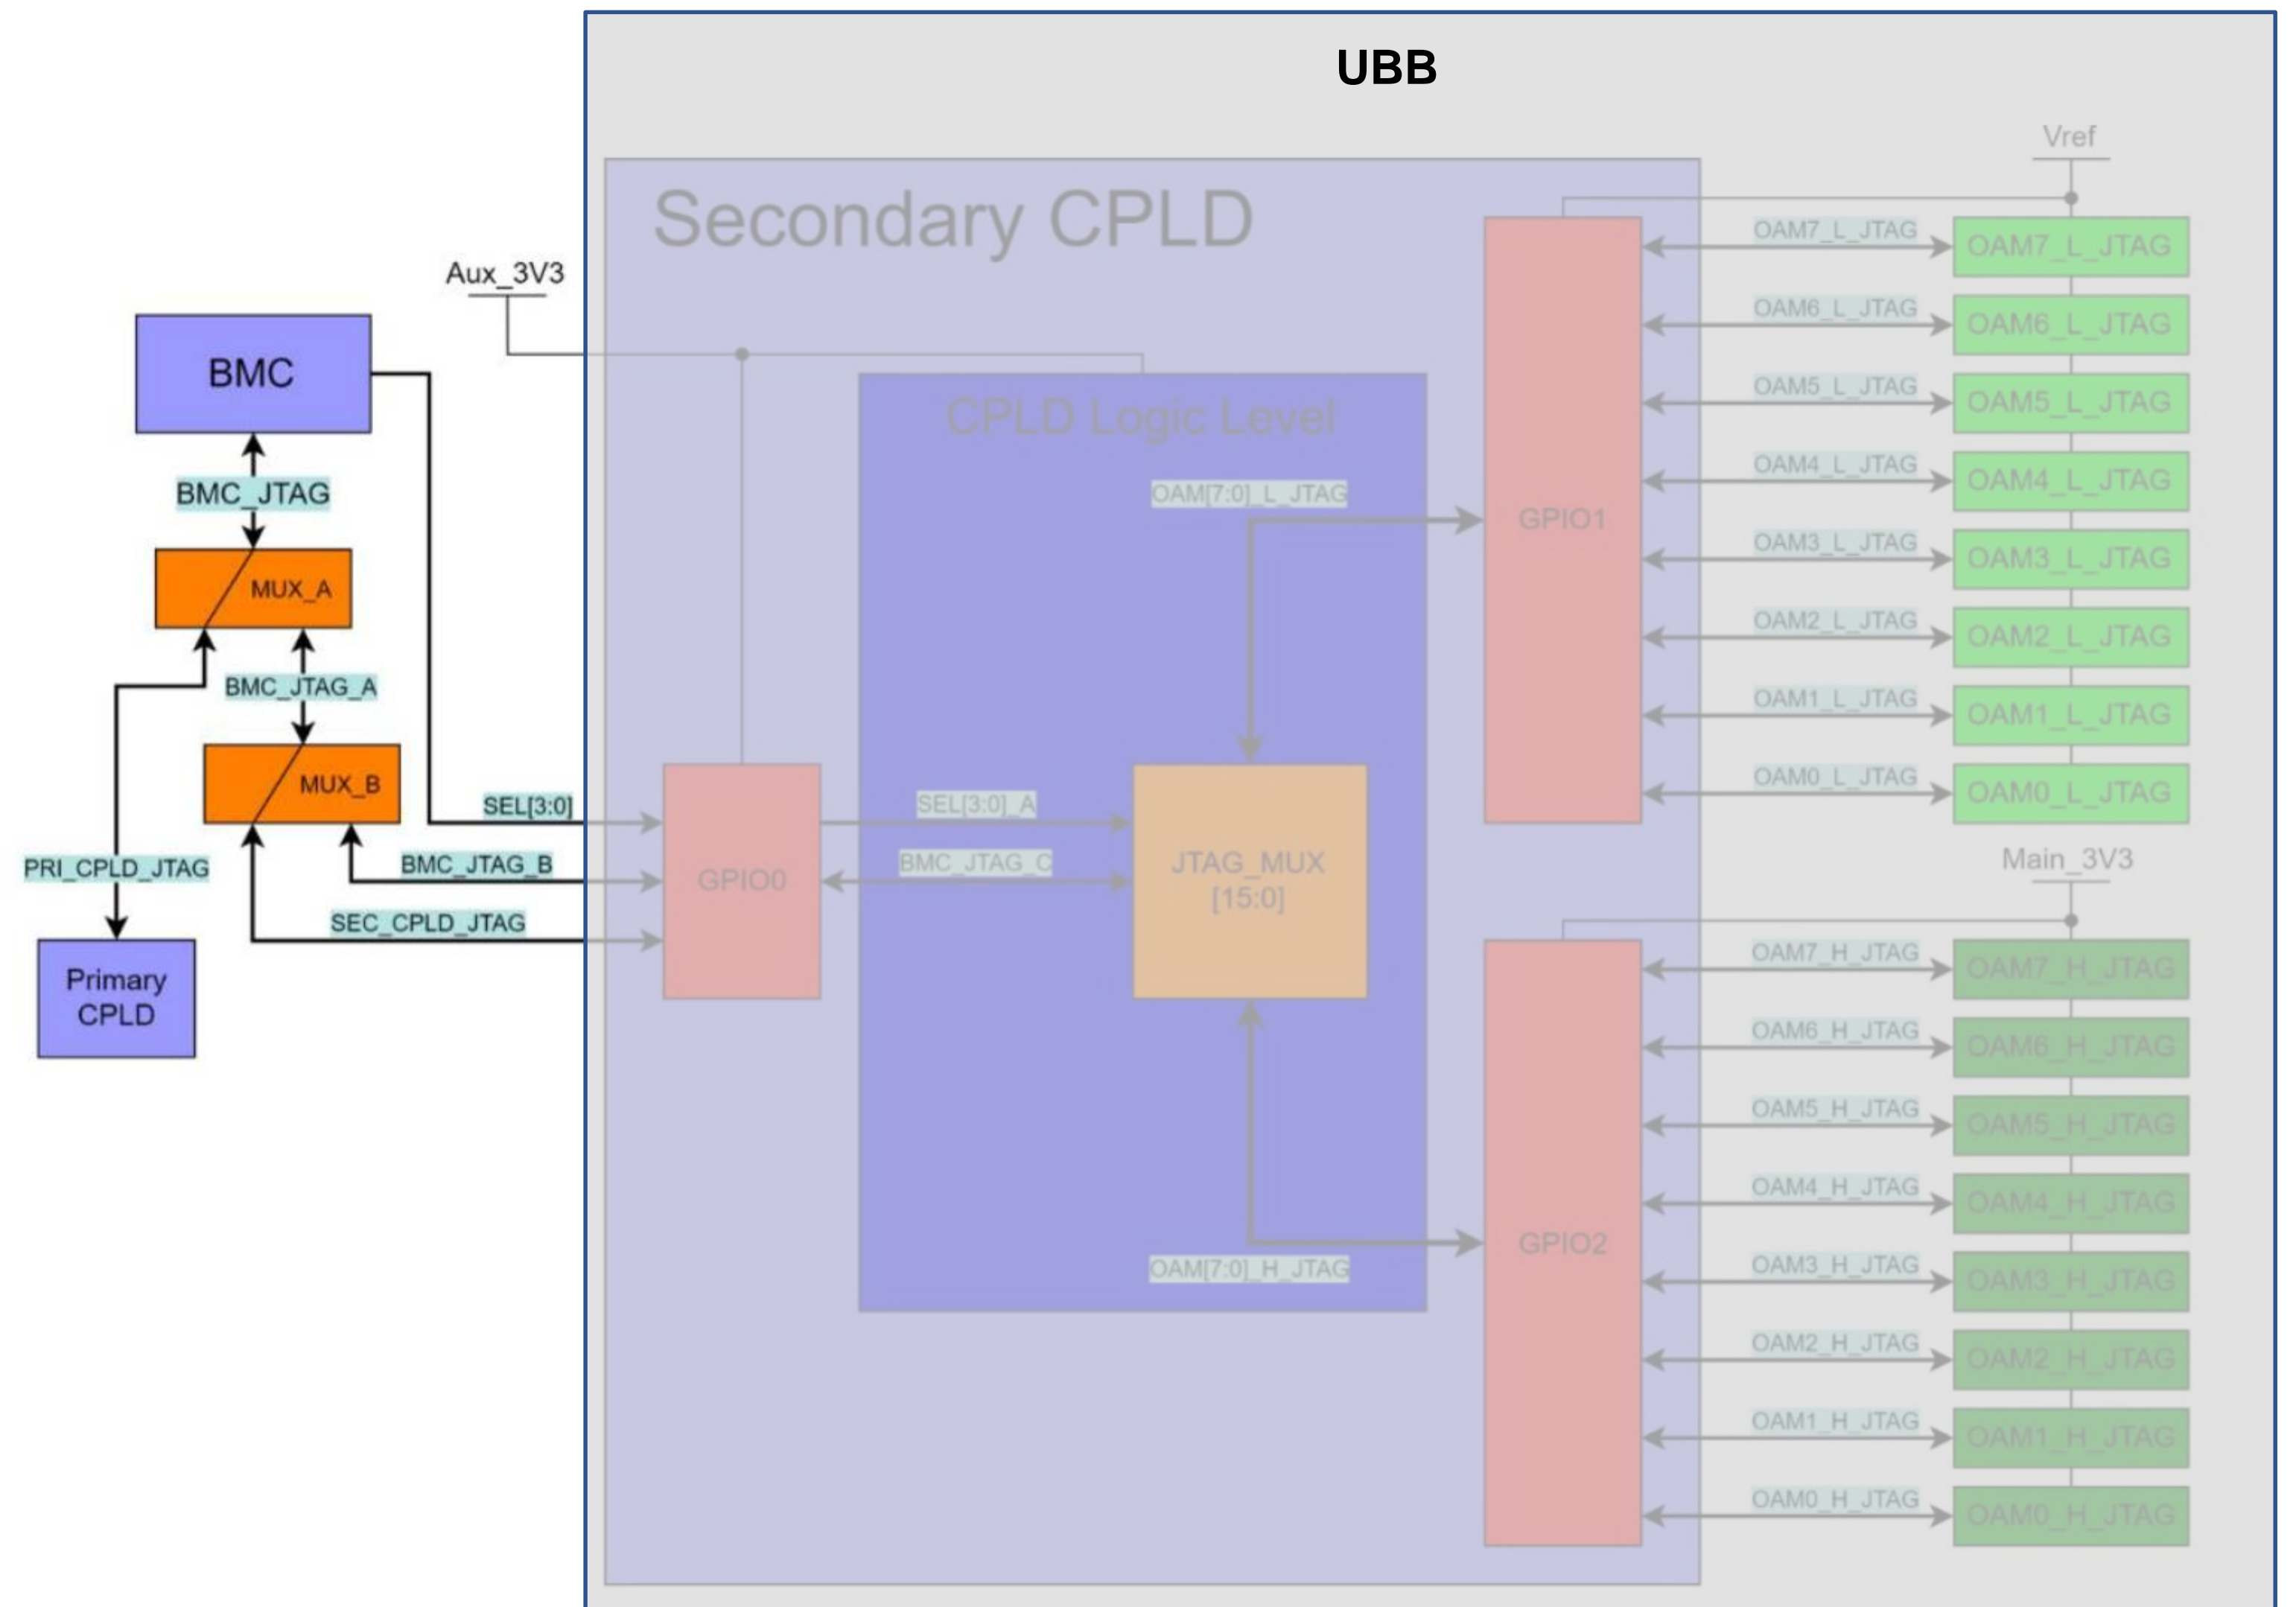 UBB
Vref
Secondary CPLD
OAM7_L_JTAG
OAM7_L_JTAG
Aux_3V3
OAM6_L_JTAG
OAM6_L_JTAG
BMC
OAM5_L_JTAG
OAM5_L_JTAG
CPLD Logic Level
OAM4_L_JTAG
OAM4_L_JTAG
BMC_JTAG
OAM[7:0]_L_JTAG
GPIO1
OAM3_L_JTAG
OAM3_L_JTAG
MUX_A
OAM2_L_JTAG
OAM2_L_JTAG
BMC_JTAG_A
OAM1_L_JTAG
OAM1_L_JTAG
MUX_B
OAM0_L_JTAG
OAM0_L_JTAG
SEL[3:0]
SEL[3:0]_A
PRI_CPLD_JTAG
BMC_JTAG_B
GPIO0
BMC_JTAG_C
JTAG_MUX
[15:0]
Main_3V3
SEC_CPLD_JTAG
Primary
CPLD
OAM7_H_JTAG
OAM7_H_JTAG
OAM6_H_JTAG
OAM6_H_JTAG
OAM5_H_JTAG
OAM5_H_JTAG
OAM4_H_JTAG
OAM4_H_JTAG
GPIO2
OAM[7:0]_H_JTAG
OAM3_H_JTAG
OAM3_H_JTAG
OAM2_H_JTAG
OAM2_H_JTAG
OAM1_H_JTAG
OAM1_H_JTAG
OAM0_H_JTAG
OAM0_H_JTAG